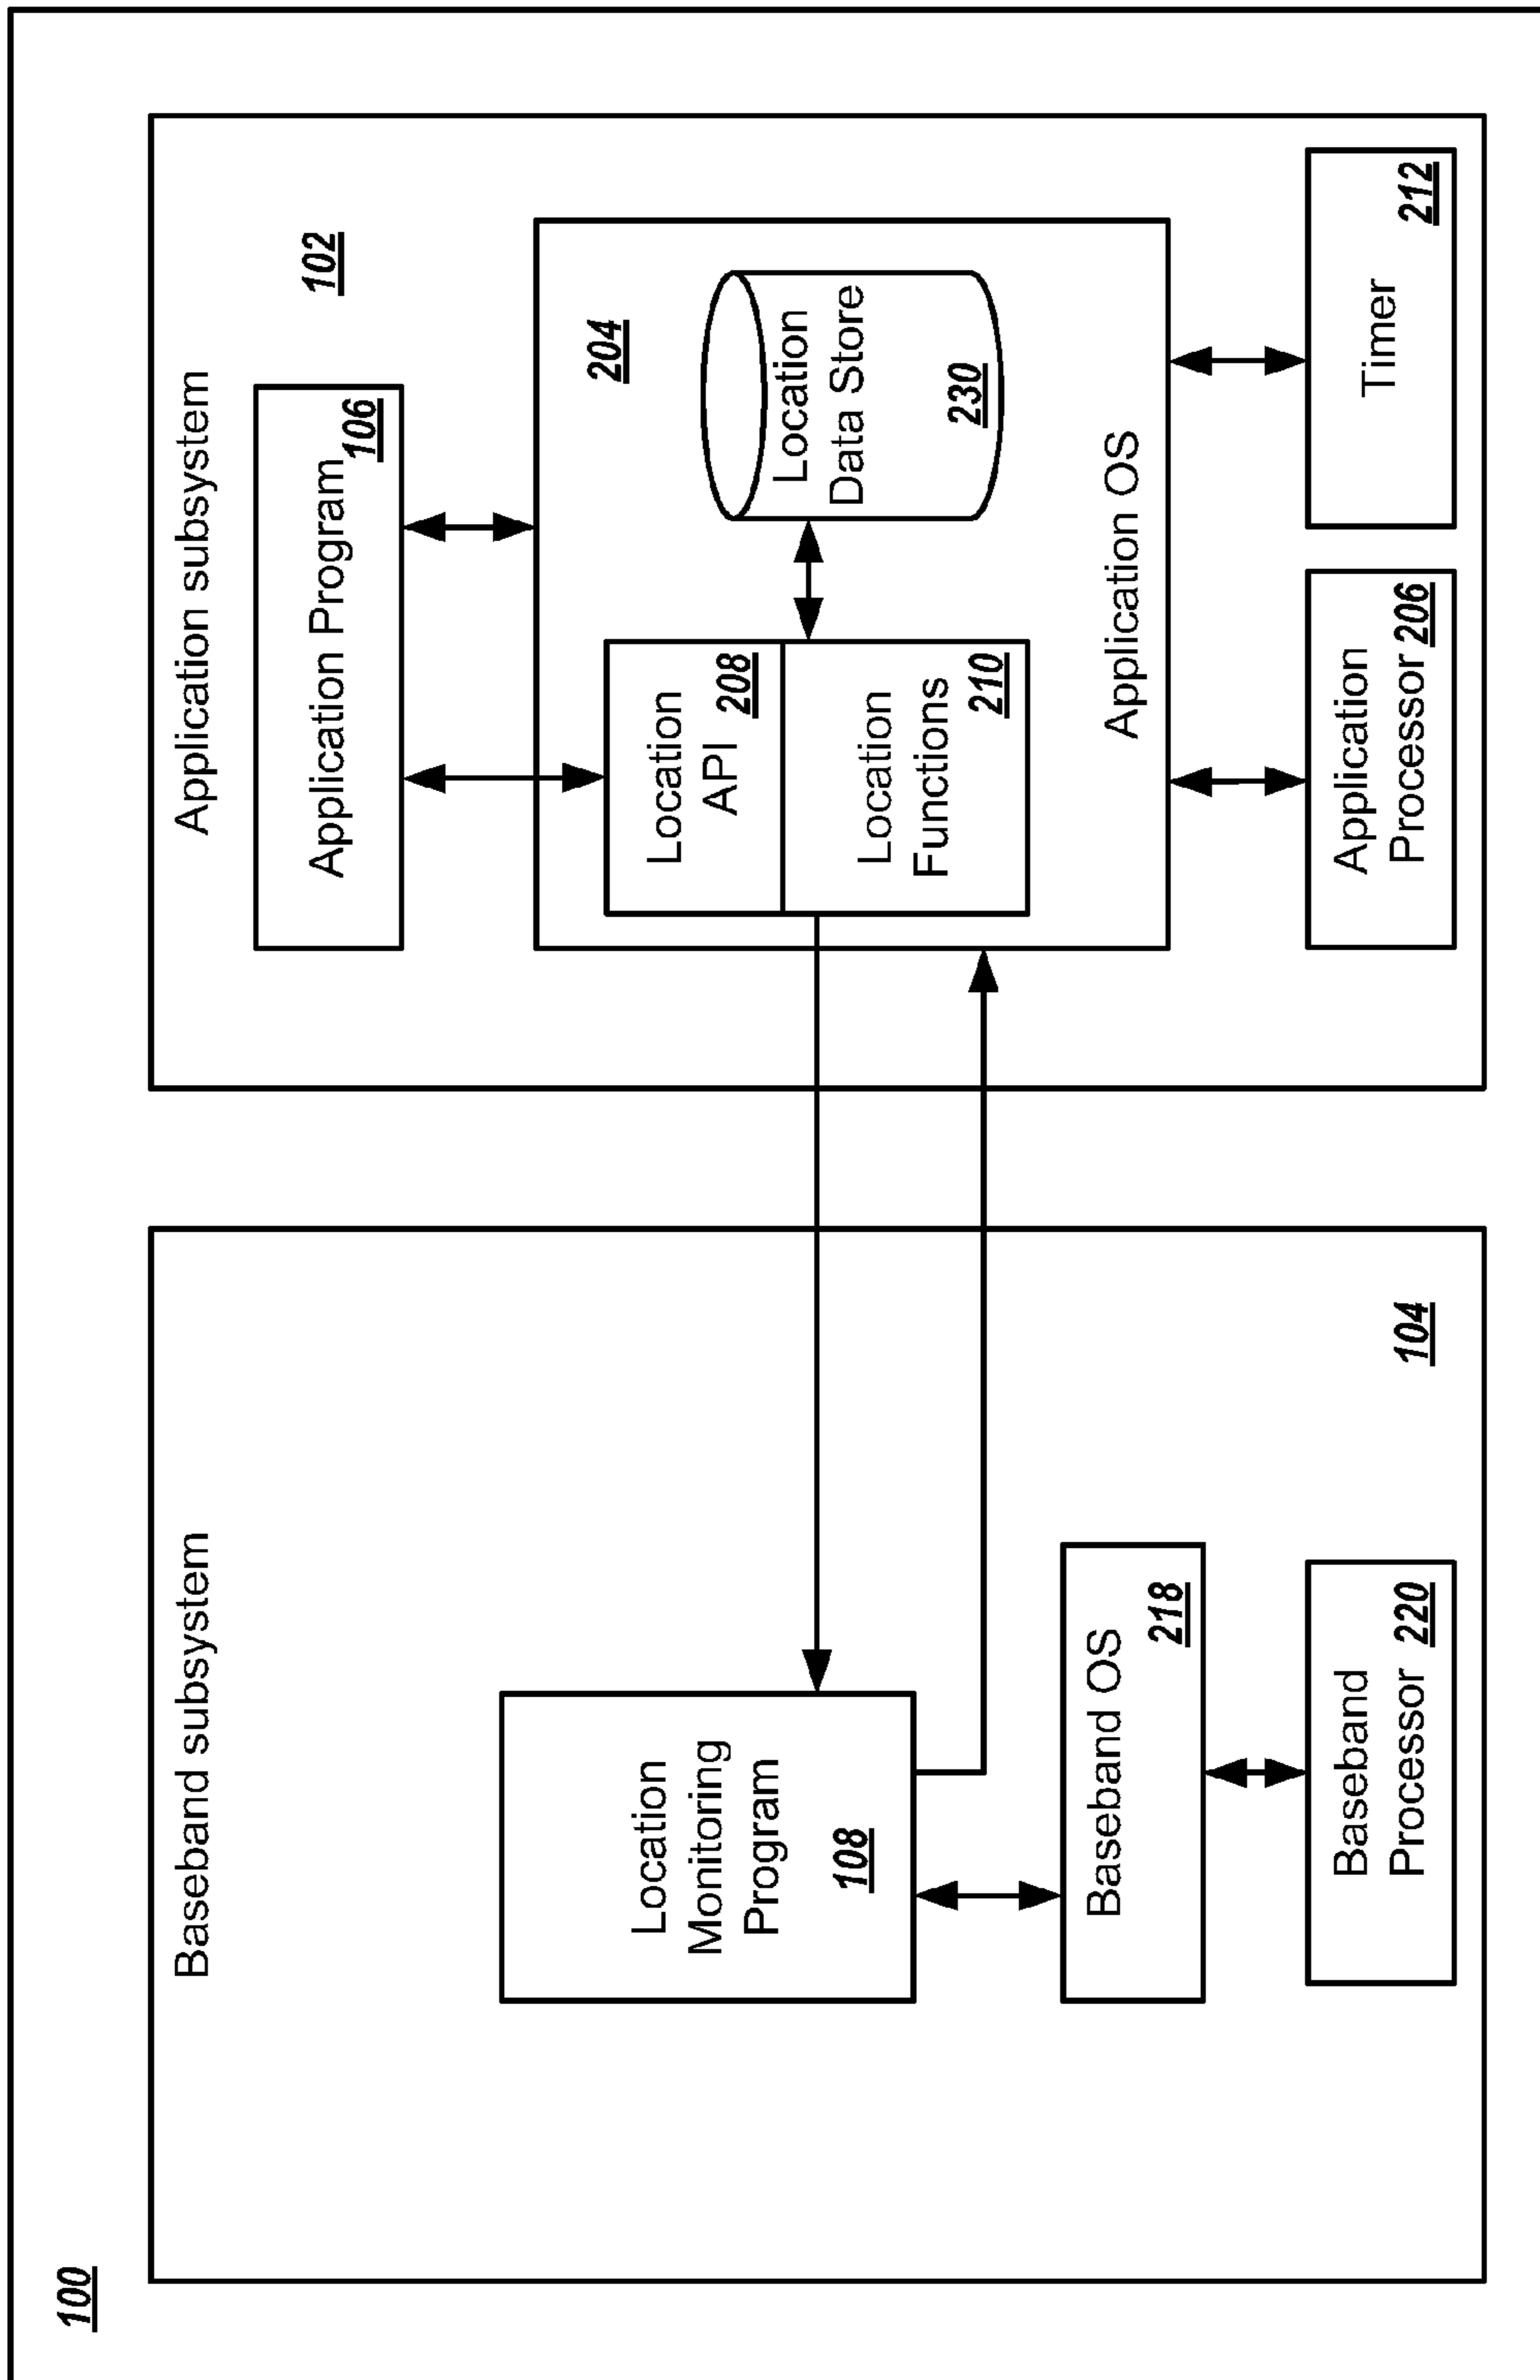 100
Baseband subsystem
Location
Monitoring
Program
108
Baseband OS
218
Baseband
Processor 220
104
Application subsystem
102
Application Program
106
204
Location
API
208
Location
Functions
210
Location
Data Store
230
Application OS
Application
Processor 206
Timer
212